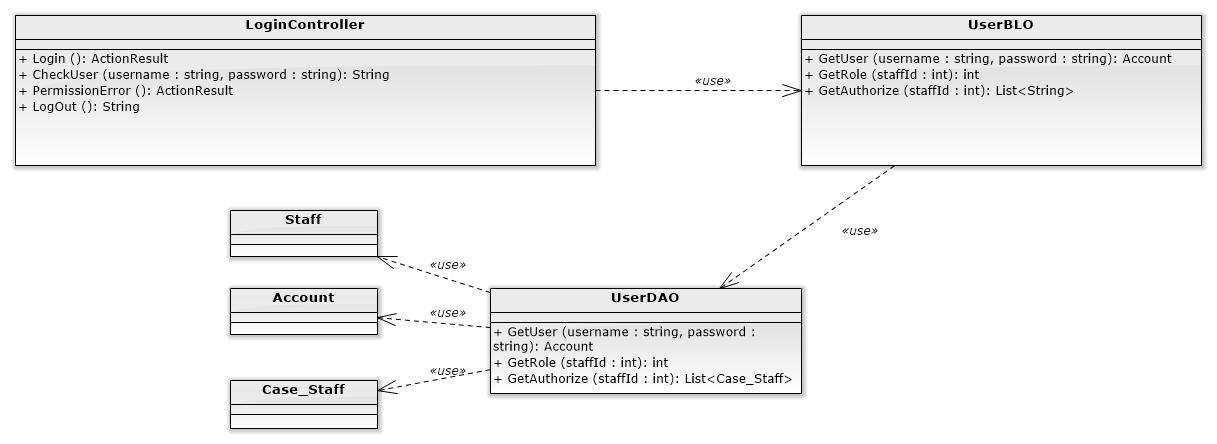 LoginController
+ Login (): ActionResult
+ CheckUser (username : string, password : string): String
+ PermissionError (): ActionResult
+ LogOut (): String
«use»
UserBLO
+ GetUser (username : string, password : string): Account
+ GetRole (staffId : int): int
+ GetAuthorize (staffId : int): List<String>
«use»
Staff
«use»
Account
«use»
Case_Staff
«use»
UserDAO
+ GetUser (username : string, password :
string): Account
+ GetRole (staffId : int): int
+ GetAuthorize (staffId : int): List<Case_Staff>